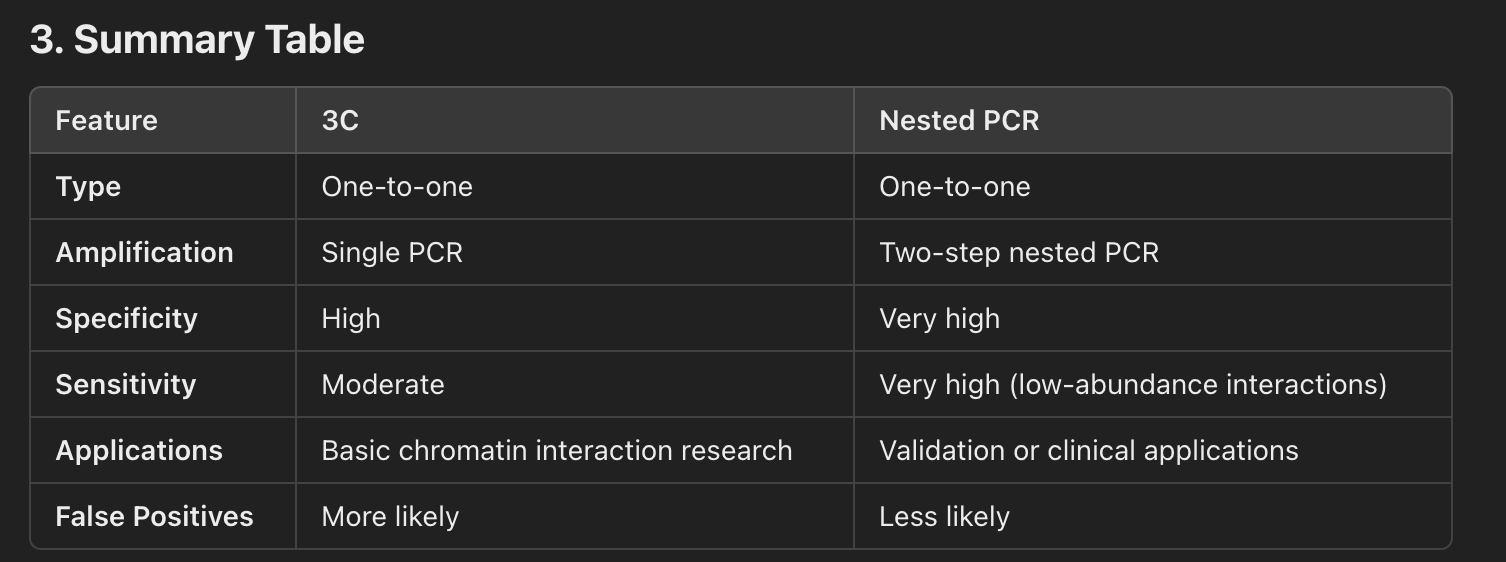 3. Summary Table
Feature 3C Nested PCR
Type One-to-one One-to-one
Amplification Single PCR Two-step nested PCR
Specificity High Very high
Sensitivity Moderate Very high (low-abundance interactions)
Applications Basic chromatin interaction research Validation or clinical applications
False Positives More likely Less likely